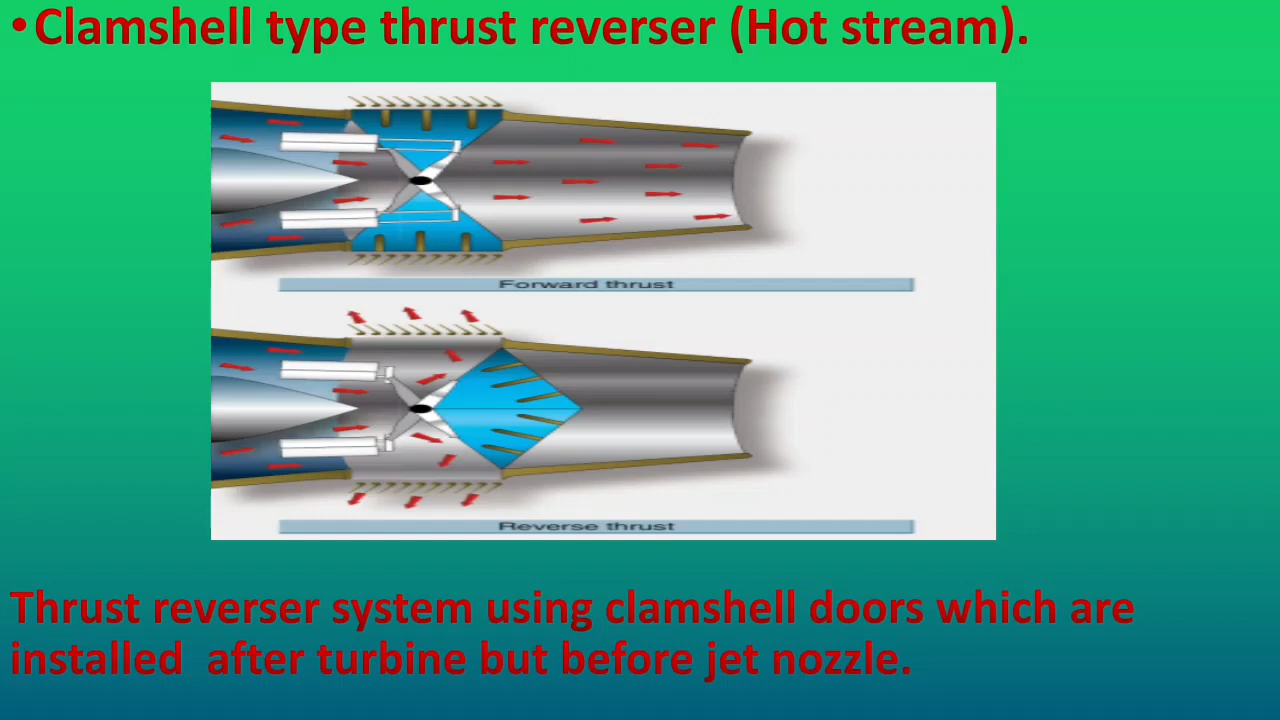 •Clamshell type thrust reverser (Hot stream).
Forward thrust
Reverse thrust
Thrust reverser system using clamshell doors which are
installed after turbine but before jet nozzle.